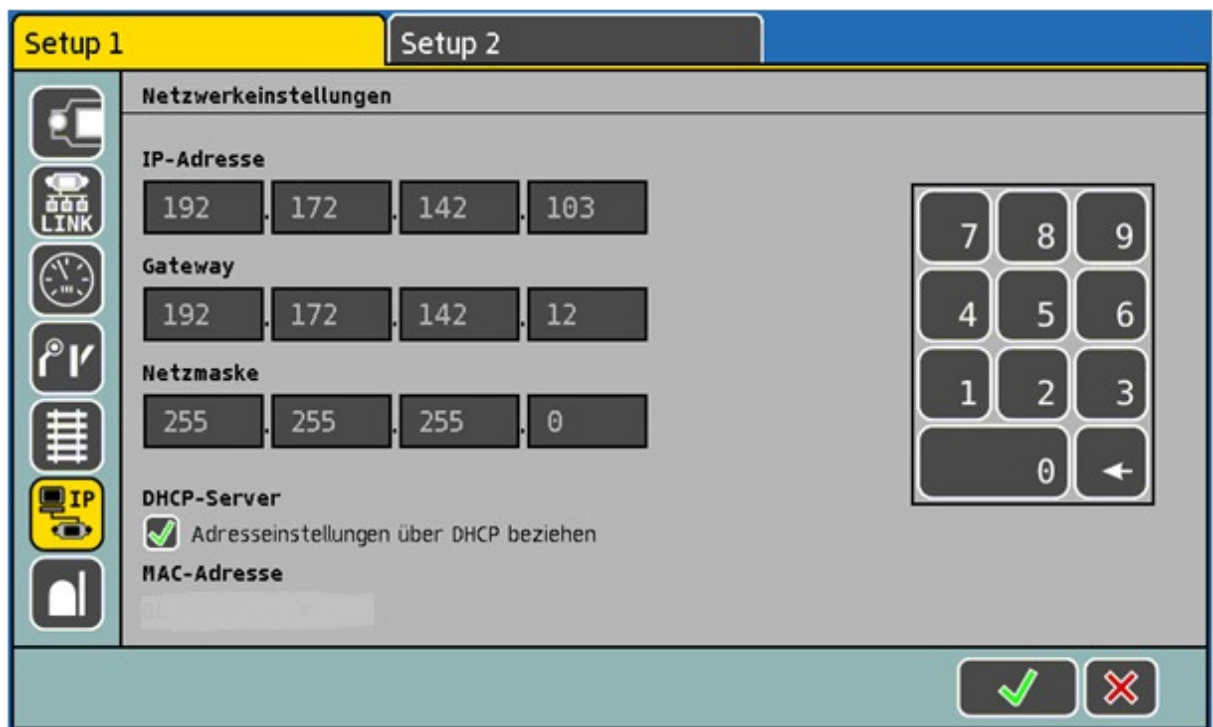 Setup 1
Setup 2
Netzwerkeinstellungen
IP-Adresse
192.172.142.103
Gateway
192.172.142.12
Netzmaske
255.255.255.0
DHCP-Server
Adresseinstellungen über DHCP beziehen
MAC-Adresse
LINK
IP
7 8 9
4 5 6
1 2 3
0